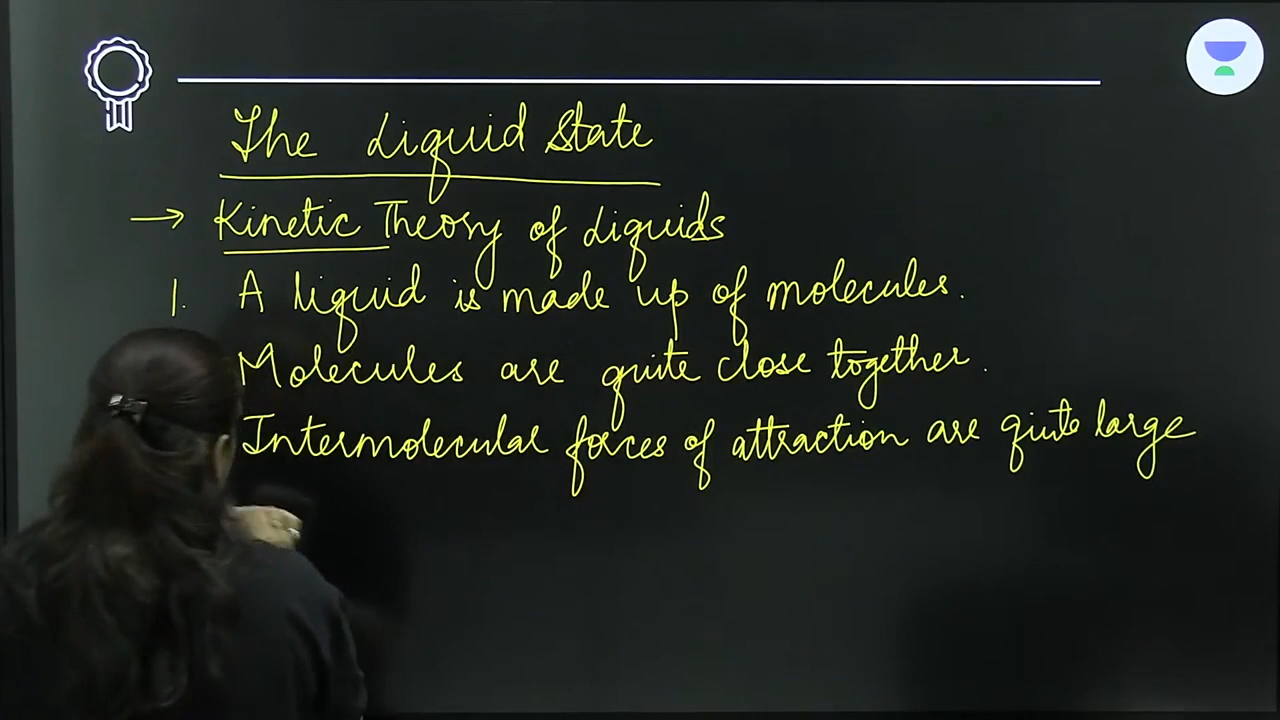 The Liquid State
→ Kinetic Theory of Liquids
1. A liquid is made up of molecules.
Molecules are quite close together.
Intermolecular forces of attraction are quite large